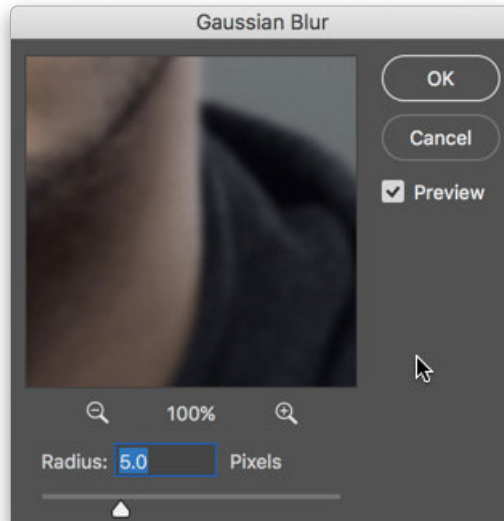 Gaussian Blur
OK
Cancel
Preview
100%
Radius: 5.0 Pixels